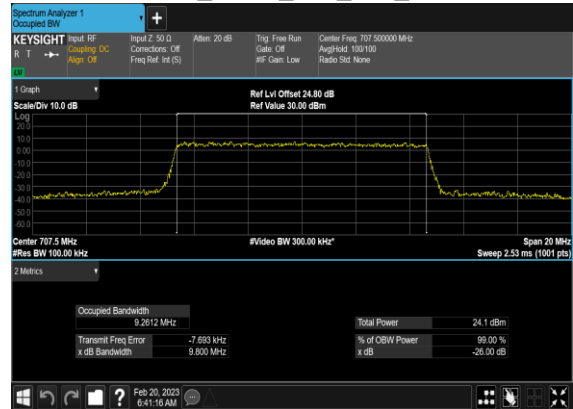 Spectrum Analyzer 1
Occupied BW
+
KEYSIGHT Input: RF Input Z: 50 Ω Atten: 20 dB Trig: Free Run Center Freq: 707.500000 MHz
R T Coupling: DC Corrections: Off Gate: Off Avg|Hold: 100/100
Align: Off Freq Ref: Int (S) #IF Gain: Low Radio Std: None
LW
1 Graph
Ref Lvl Offset 24.80 dB
Scale/Div 10.0 dB Ref Value 30.00 dBm
Log
20.0
10.0
0.00
-10.0
-20.0
-30.0
-40.0
-50.0
-60.0
Center 707.5 MHz #Video BW 300.00 kHz* Span 20 MHz
#Res BW 100.00 kHz Sweep 2.53 ms (1001 pts)
2 Metrics
Occupied Bandwidth
9.2612 MHz Total Power 24.1 dBm
Transmit Freq Error -7.693 kHz % of OBW Power 99.00 %
x dB Bandwidth 9.800 MHz x dB -26.00 dB
? Feb 20, 2023
6:41:16 AM